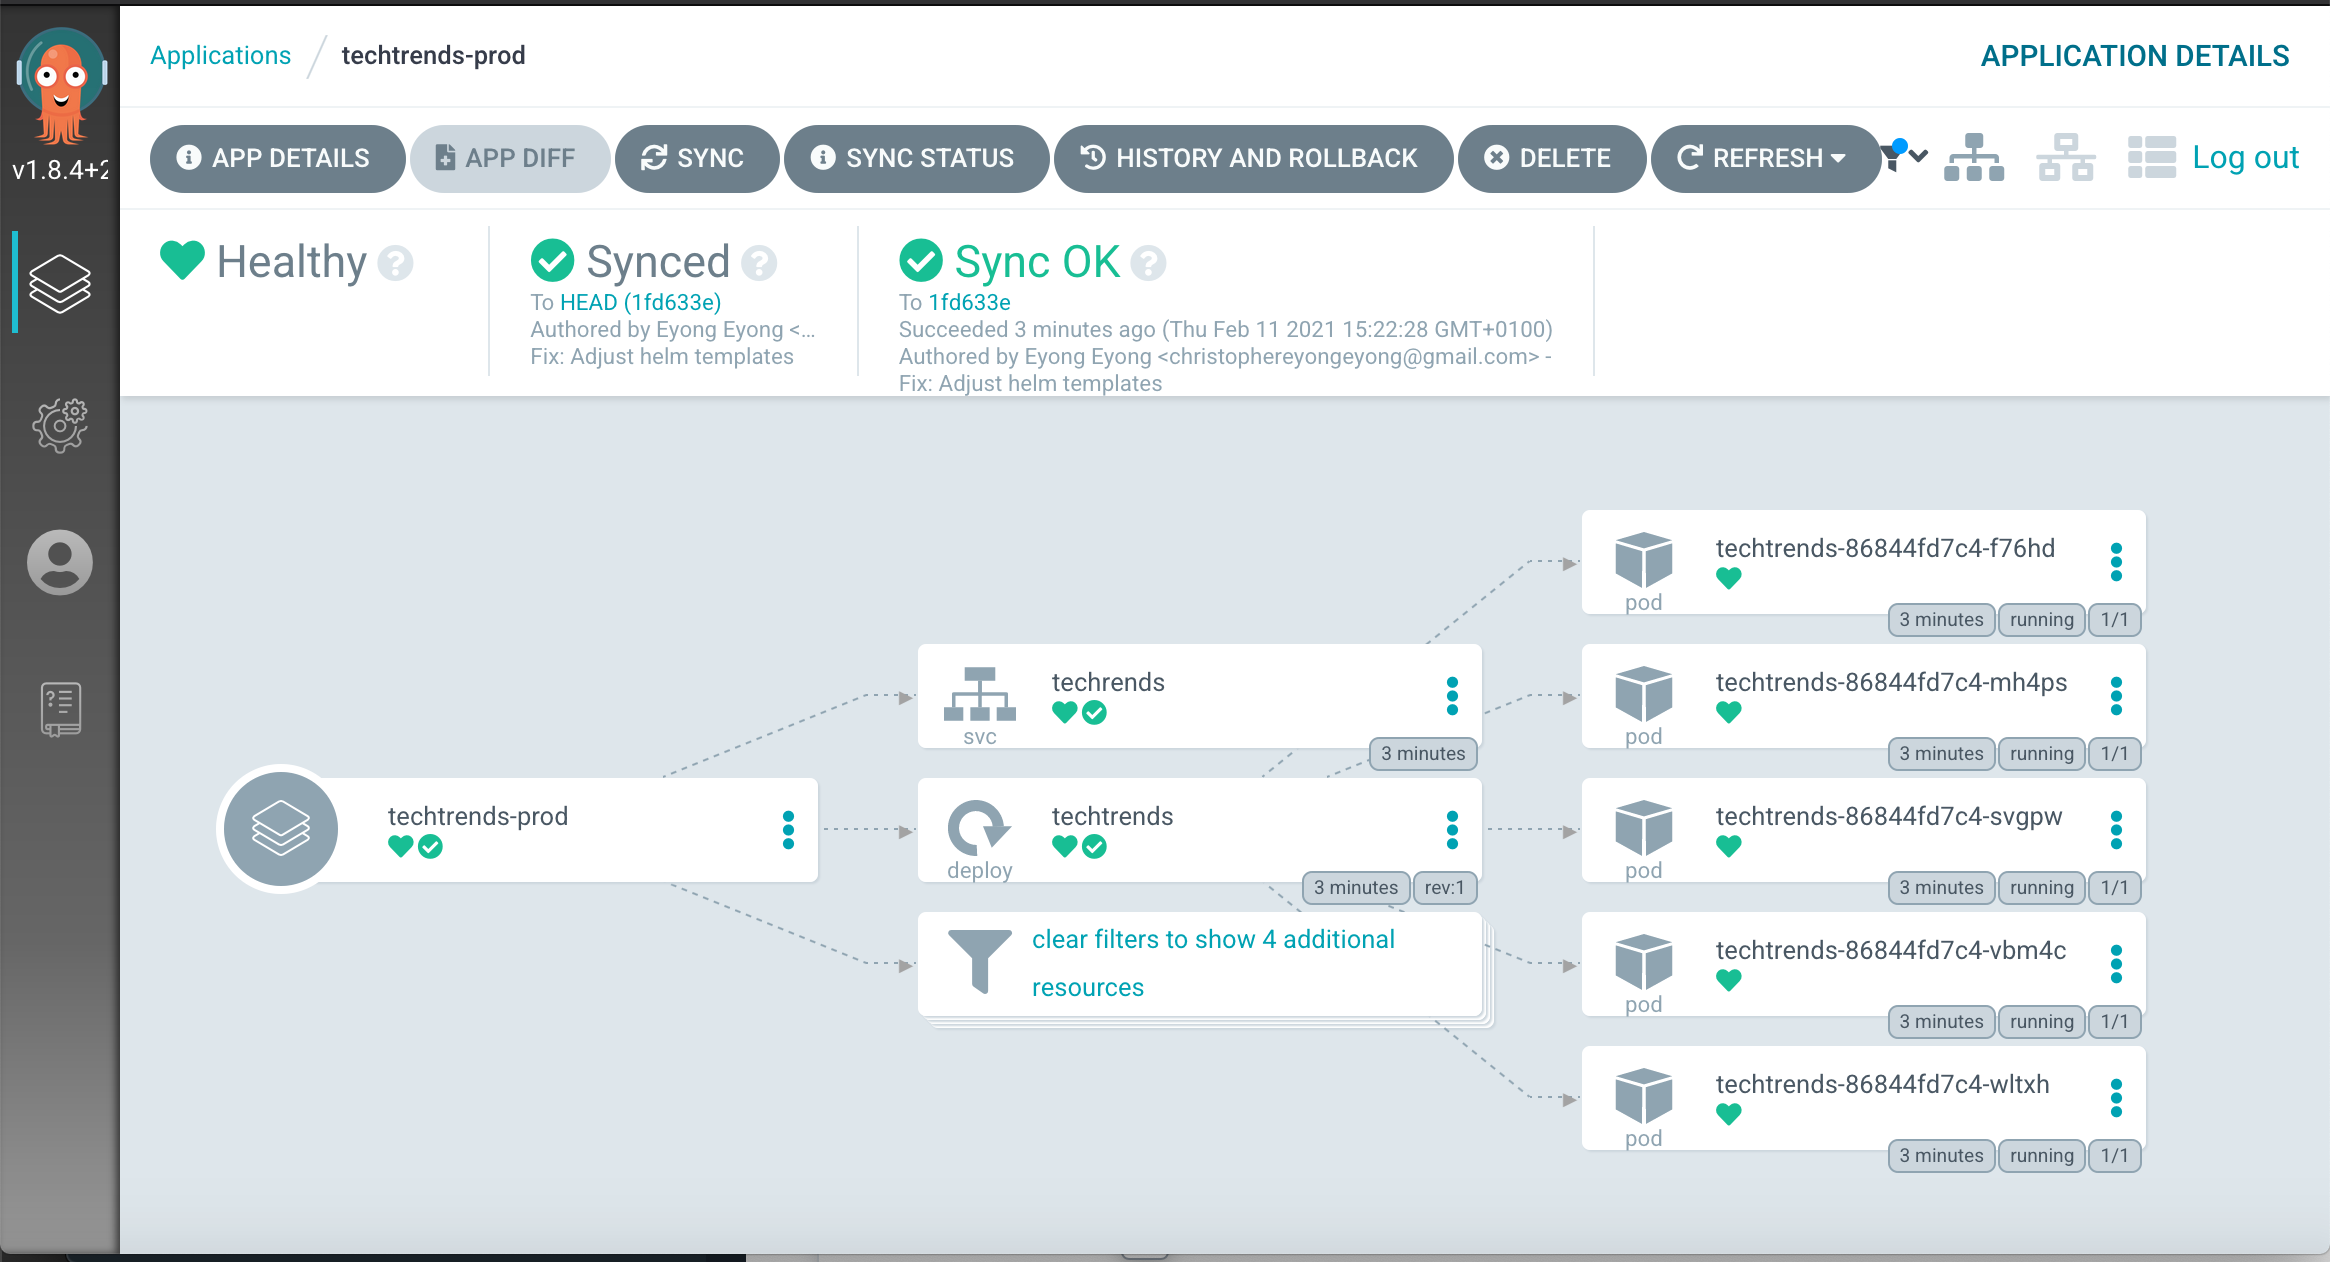 Applications / techtrends-prod
APPLICATION DETAILS
v1.8.4+2
APP DETAILS
APP DIFF
SYNC
SYNC STATUS
HISTORY AND ROLLBACK
DELETE
REFRESH
Log out
Healthy
Synced
To HEAD (1fd633e)
Authored by Eyong Eyong <...
Fix: Adjust helm templates
Sync OK
To 1fd633e
Succeeded 3 minutes ago (Thu Feb 11 2021 15:22:28 GMT+0100)
Authored by Eyong Eyong <christophereyongeyong@gmail.com> -
Fix: Adjust helm templates
techtrends-prod
techrends
svc
3 minutes
techtrends
deploy
3 minutes
rev:1
clear filters to show 4 additional
resources
techtrends-86844fd7c4-f76hd
pod
3 minutes
running
1/1
techtrends-86844fd7c4-mh4ps
pod
3 minutes
running
1/1
techtrends-86844fd7c4-svgpw
pod
3 minutes
running
1/1
techtrends-86844fd7c4-vbm4c
pod
3 minutes
running
1/1
techtrends-86844fd7c4-wltxh
pod
3 minutes
running
1/1